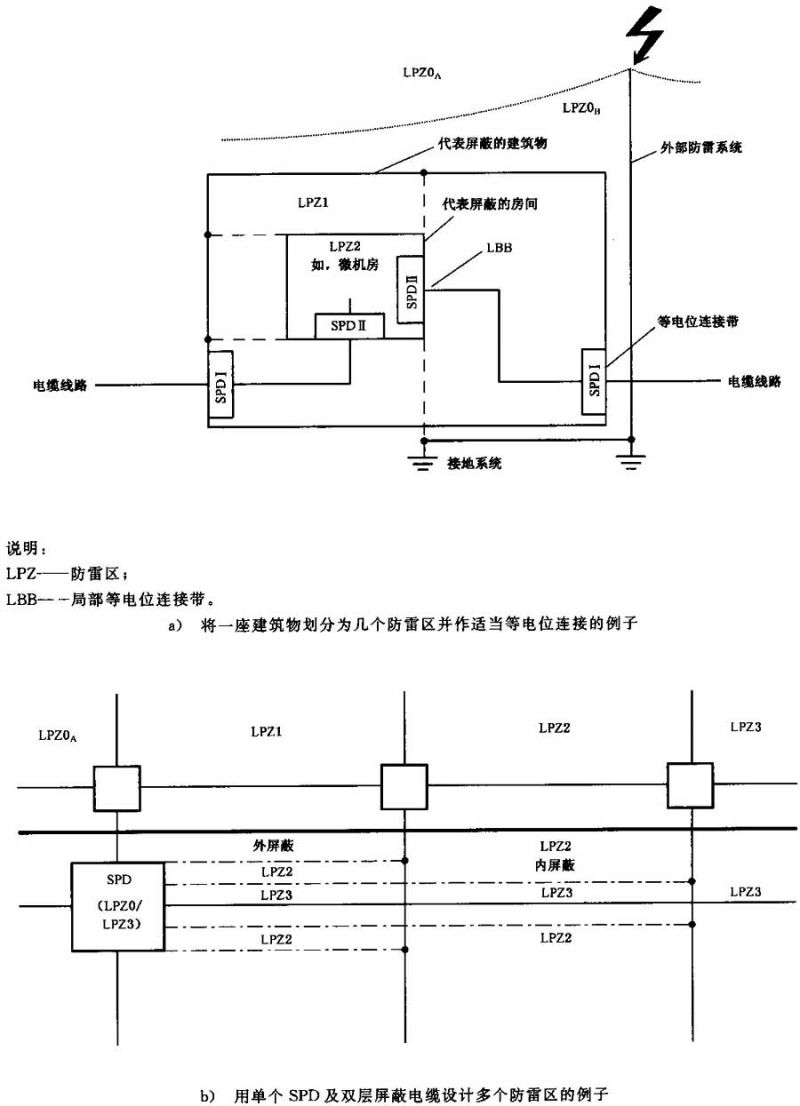 LPZ0A
LPZ0B
代表屏蔽的建筑物
外部防雷系统
LPZ1
代表屏蔽的房间
LPZ2
如，微机房
LBB
SPDⅡ
SPDⅡ
等电位连接带
电缆线路
SPDⅠ
SPDⅠ
电缆线路
接地系统
说明：
LPZ——防雷区；
LBB——局部等电位连接带。
a） 将一座建筑物划分为几个防雷区并作适当等电位连接的例子
LPZ0A
LPZ1
LPZ2
LPZ3
外屏蔽
LPZ2
SPD
LPZ2
内屏蔽
(LPZ0/
LPZ3)
LPZ3
LPZ3
LPZ3
LPZ2
LPZ2
b） 用单个 SPD 及双层屏蔽电缆设计多个防雷区的例子